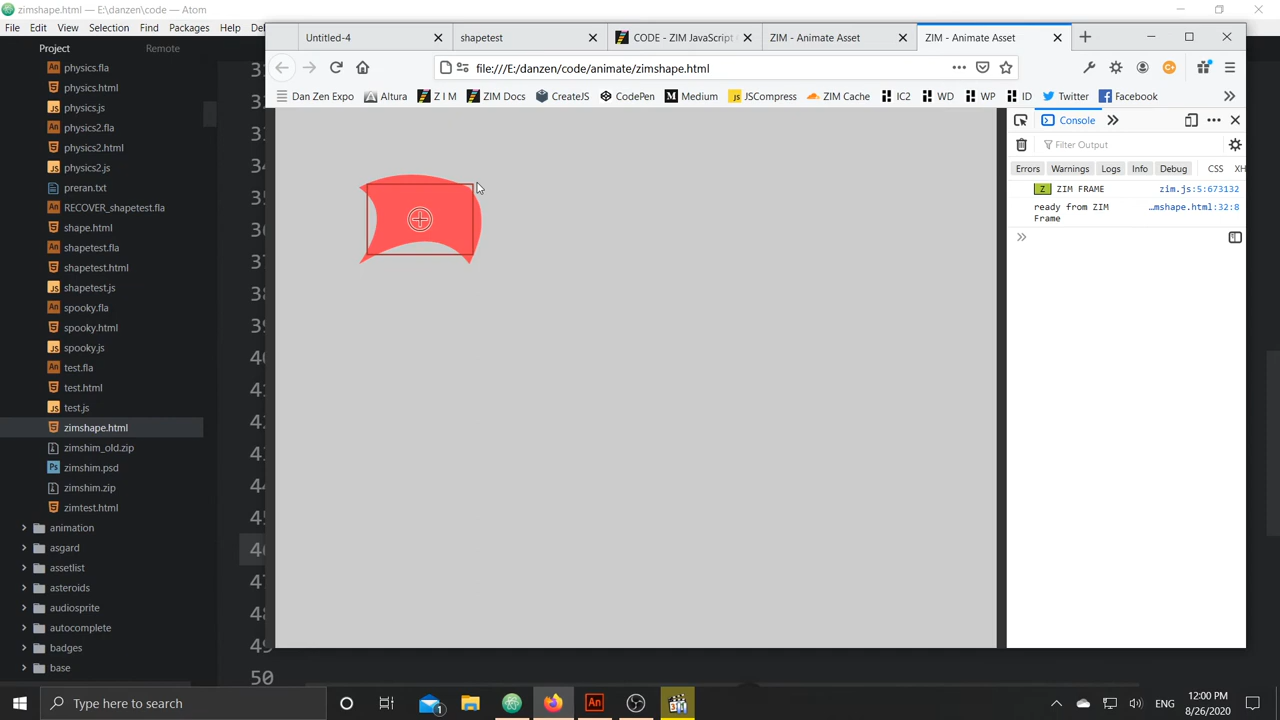 zimshape.html — E:\danzen\code — Atom
File Edit View Selection Find Packages Hel
Project Remote De
physics.fla
physics.html
physics.js
physics2.fla
physics2.html
physics2.js
preran.txt
RECOVER_shapetest.fla
shape.html
shapetest.fla
shapetest.html
shapetest.js
spooky.fla
spooky.html
spooky.js
test.fla
test.html
test.js
zimshape.html
zimshim_old.zip
zimshim.psd
zimshim.zip
zimtest.html
animation
asgard
assetlist
asteroids
audiosprite
autocomplete
badges
base
50
Untitled-4
shapetest
CODE - ZIM JavaScript
ZIM - Animate Asset
ZIM - Animate Asset
file:///E:/danzen/code/animate/zimshape.html
Dan Zen Expo Altura Z I M ZIM Docs CreateJS CodePen Medium JSCompress ZIM Cache IC2 WD WP ID Twitter Facebook
Console
Filter Output
Errors Warnings Logs Info Debug CSS XH
Z ZIM FRAME zim.js:5:673132
ready from ZIM Frame …mshape.html:32:8
Type here to search
ENG
12:00 PM
8/26/2020